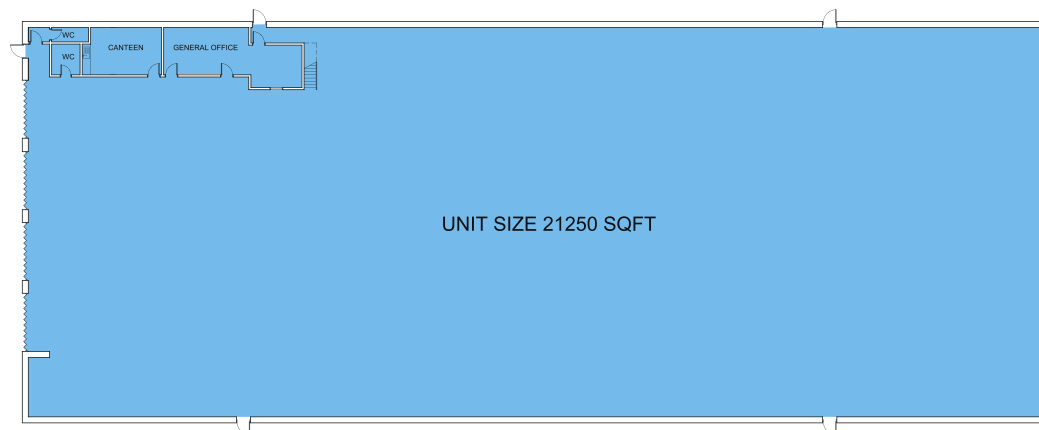 WC
CANTEEN
GENERAL OFFICE
WC
UNIT SIZE 21250 SQFT